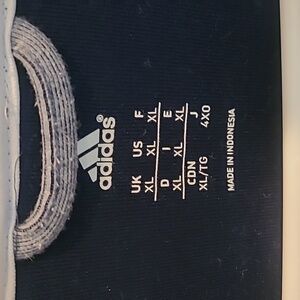 adidas®
UK US F
XL XL XL
D I E
XL XL XL
CDN J
XL/TG 4XO
MADE IN INDONESIA